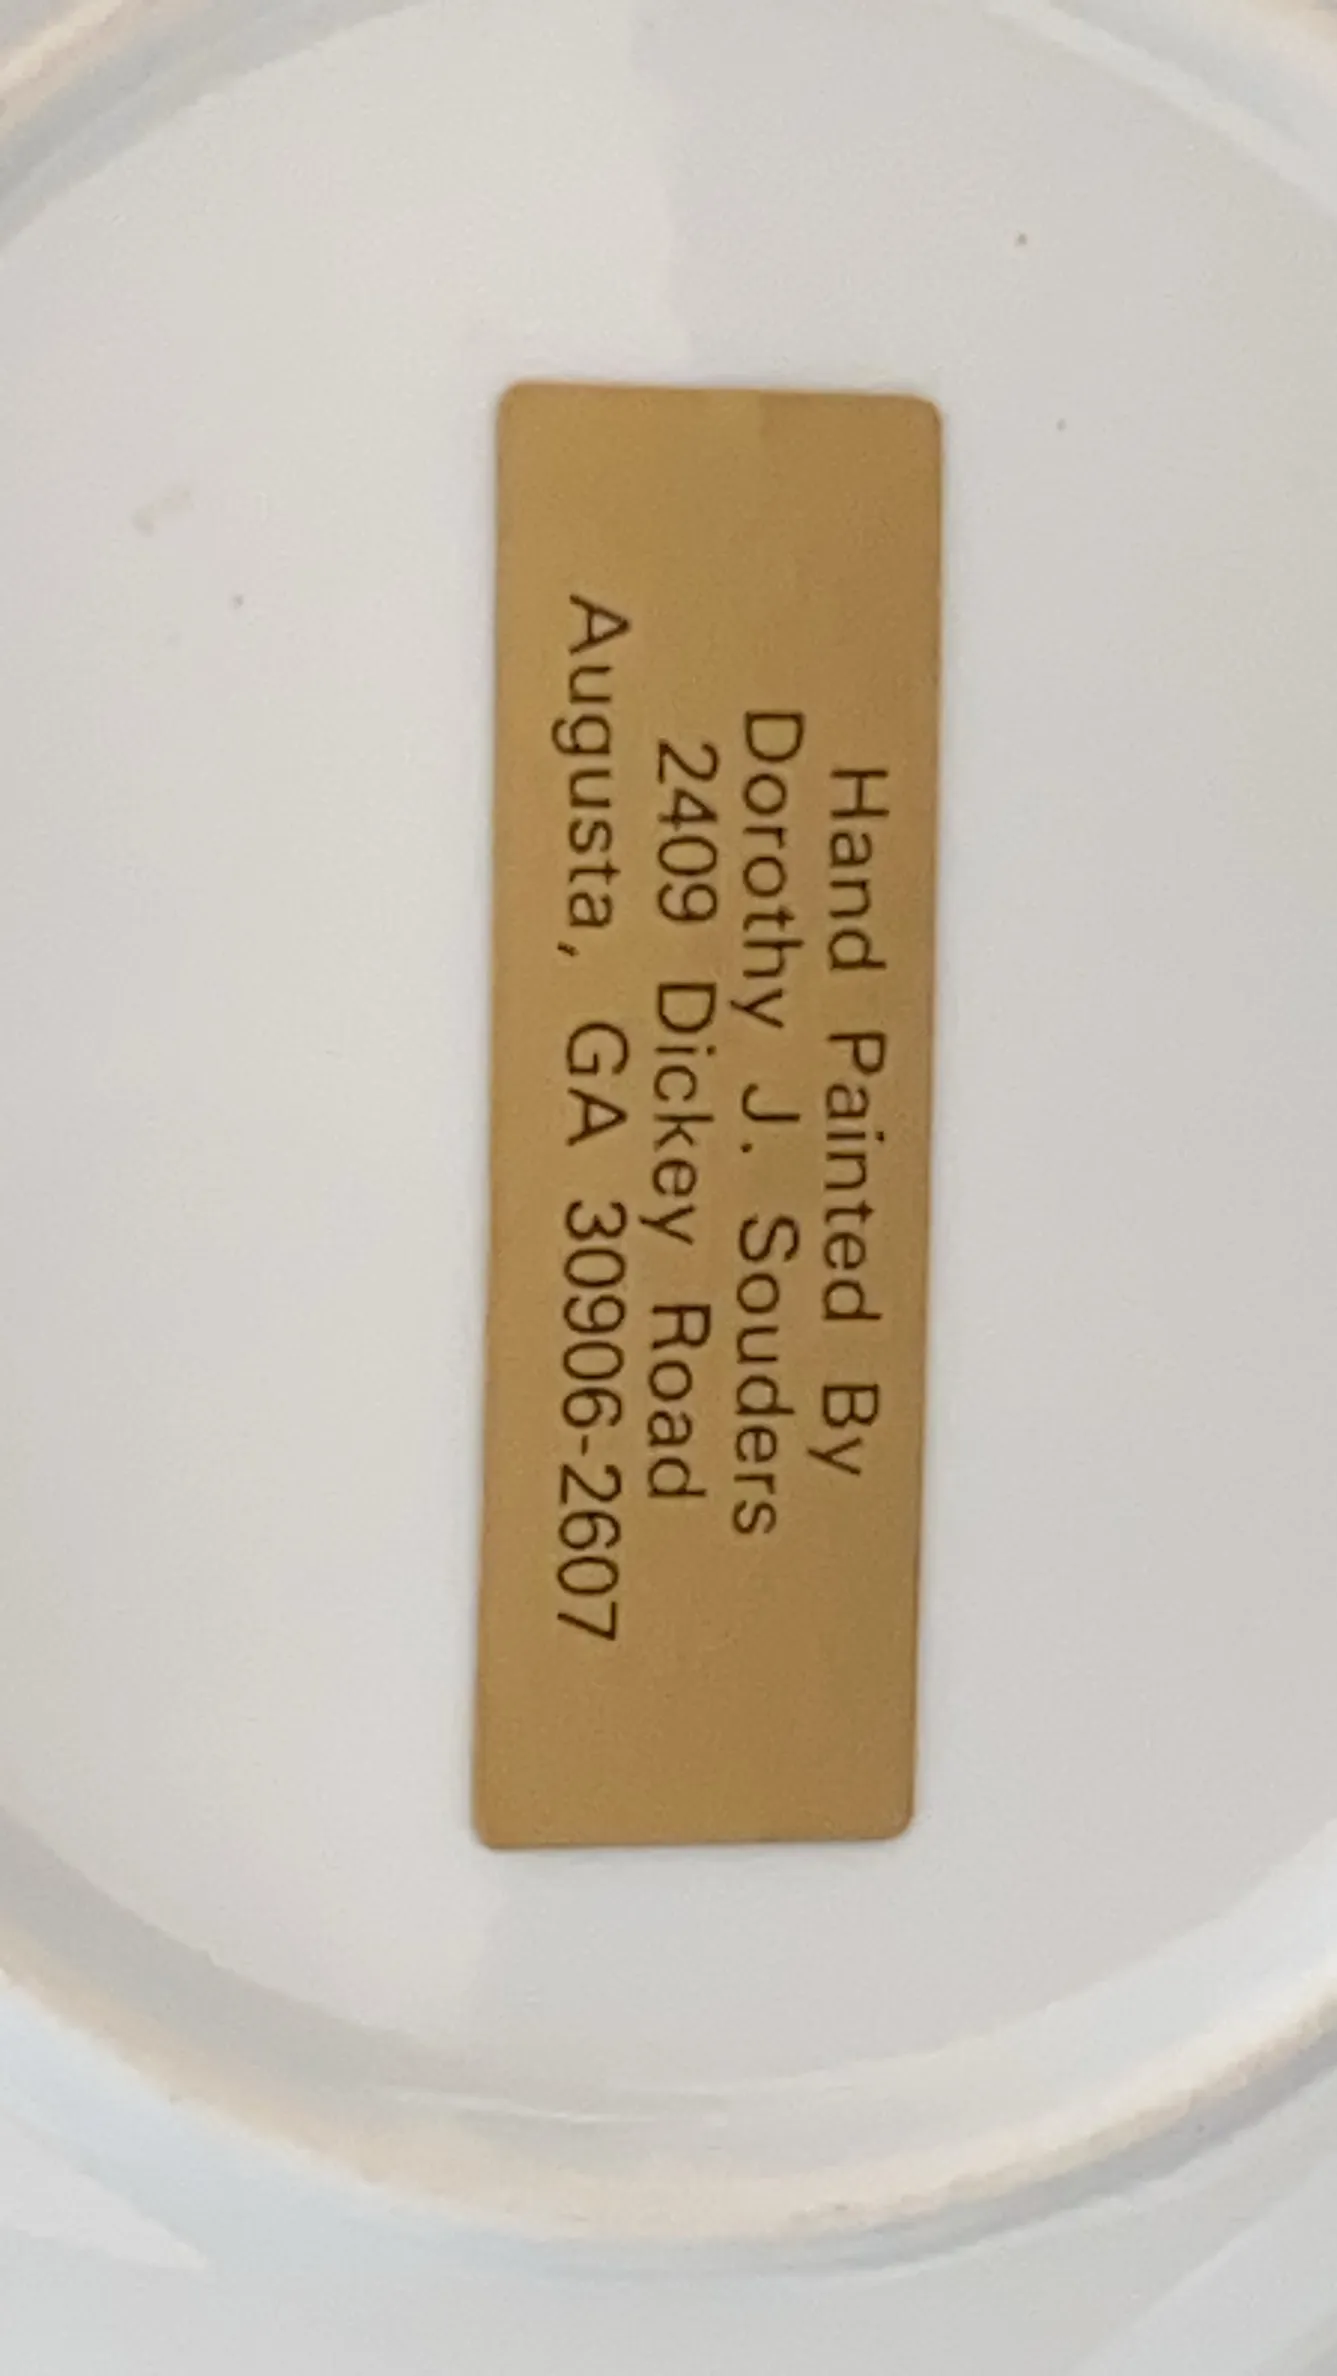 Hand Painted By
Dorothy J. Souders
2409 Dickey Road
Augusta, GA 30906-2607